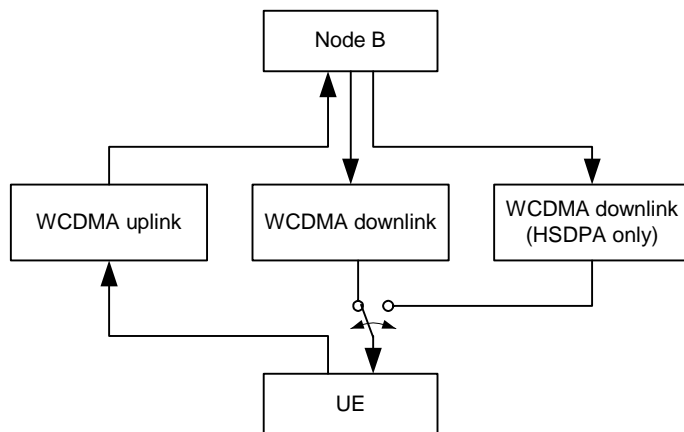 Node B
WCDMA uplink
WCDMA downlink
WCDMA downlink
(HSDPA only)
UE